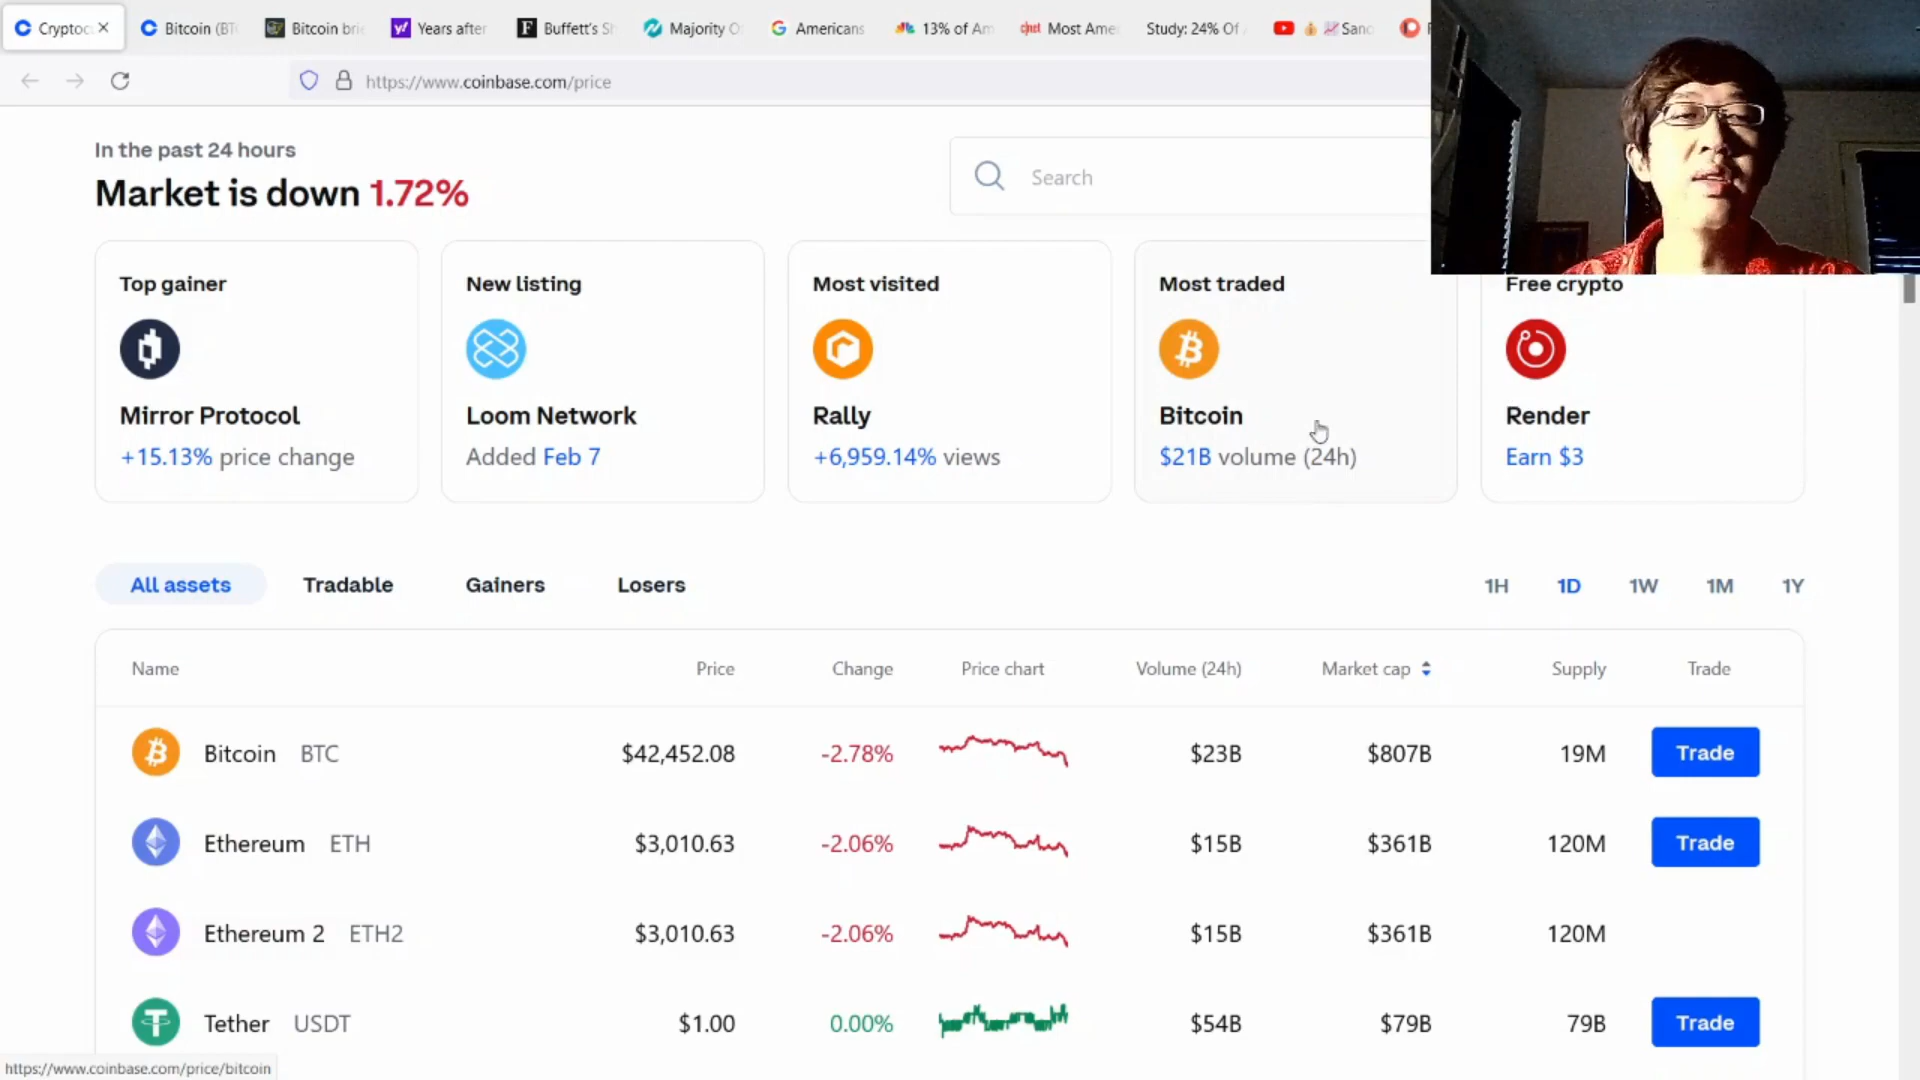 Cryptoc
Bitcoin (BT
Bitcoin brie
Years after
Buffett's S
Majority O
Americans
13% of Am
cnet Most Ame
Study: 24% Of
Sanc
https://www.coinbase.com/price
In the past 24 hours
Market is down 1.72%
Search
Top gainer
Mirror Protocol
+15.13% price change
New listing
Loom Network
Added Feb 7
Most visited
Rally
+6,959.14% views
Most traded
Bitcoin
$21B volume (24h)
Free crypto
Render
Earn $3
All assets Tradable Gainers Losers
1H 1D 1W 1M 1Y
Name Price Change Price chart Volume (24h) Market cap Supply Trade
Bitcoin BTC $42,452.08 -2.78% $23B $807B 19M Trade
Ethereum ETH $3,010.63 -2.06% $15B $361B 120M Trade
Ethereum 2 ETH2 $3,010.63 -2.06% $15B $361B 120M
Tether USDT $1.00 0.00% $54B $79B 79B Trade
https://www.coinbase.com/price/bitcoin